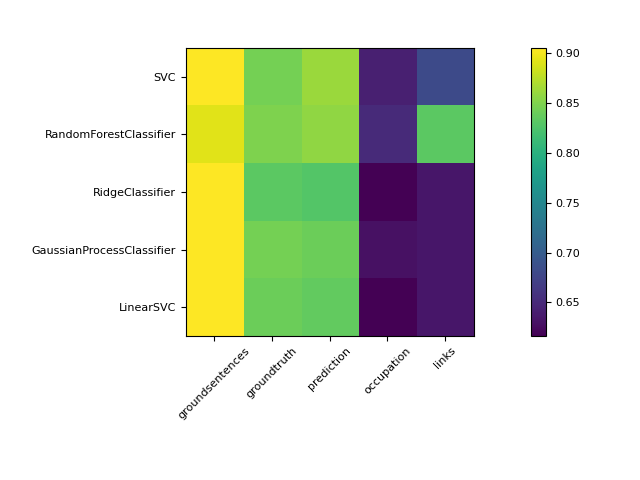 SVC
RandomForestClassifier
RidgeClassifier
GaussianProcessClassifier
LinearSVC
groundsentences
groundtruth
prediction
occupation
links
0.90
0.85
0.80
0.75
0.70
0.65